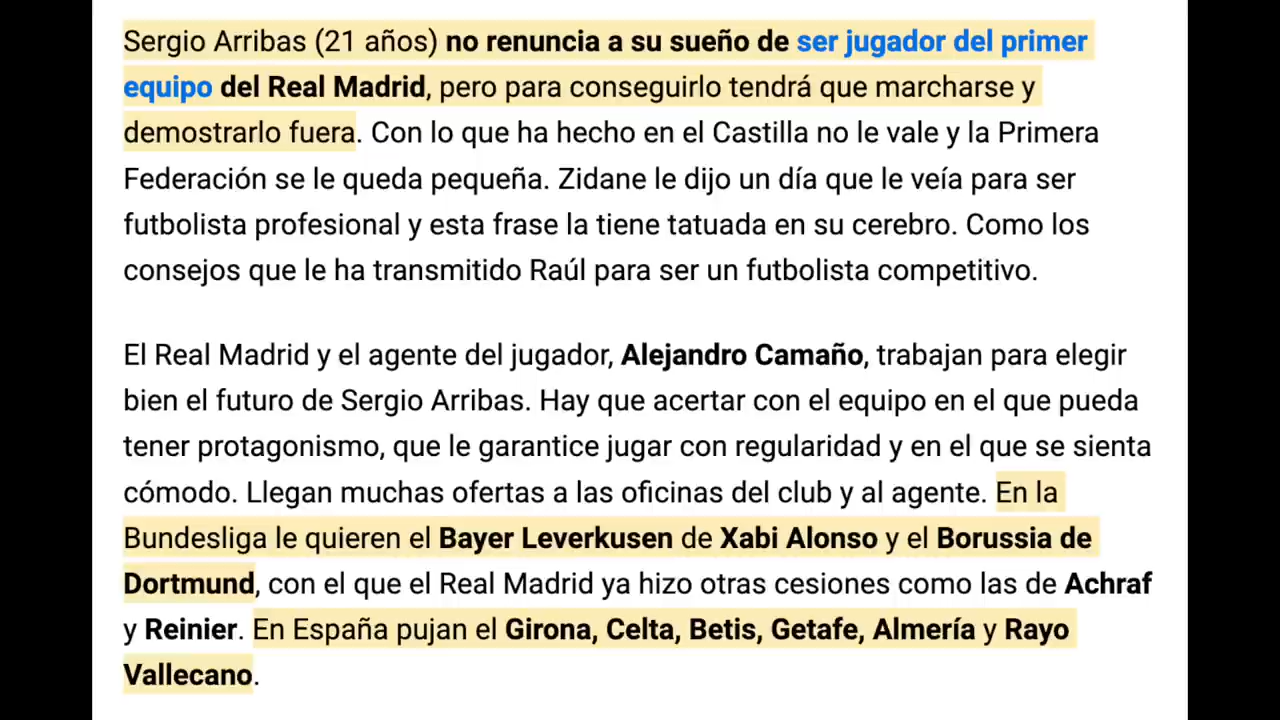 Sergio Arribas (21 años) no renuncia a su sueño de ser jugador del primer
equipo del Real Madrid, pero para conseguirlo tendrá que marcharse y
demostrarlo fuera. Con lo que ha hecho en el Castilla no le vale y la Primera
Federación se le queda pequeña. Zidane le dijo un día que le veía para ser
futbolista profesional y esta frase la tiene tatuada en su cerebro. Como los
consejos que le ha transmitido Raúl para ser un futbolista competitivo.
El Real Madrid y el agente del jugador, Alejandro Camaño, trabajan para elegir
bien el futuro de Sergio Arribas. Hay que acertar con el equipo en el que pueda
tener protagonismo, que le garantice jugar con regularidad y en el que se sienta
cómodo. Llegan muchas ofertas a las oficinas del club y al agente. En la
Bundesliga le quieren el Bayer Leverkusen de Xabi Alonso y el Borussia de
Dortmund, con el que el Real Madrid ya hizo otras cesiones como las de Achraf
y Reinier. En España pujan el Girona, Celta, Betis, Getafe, Almería y Rayo
Vallecano.